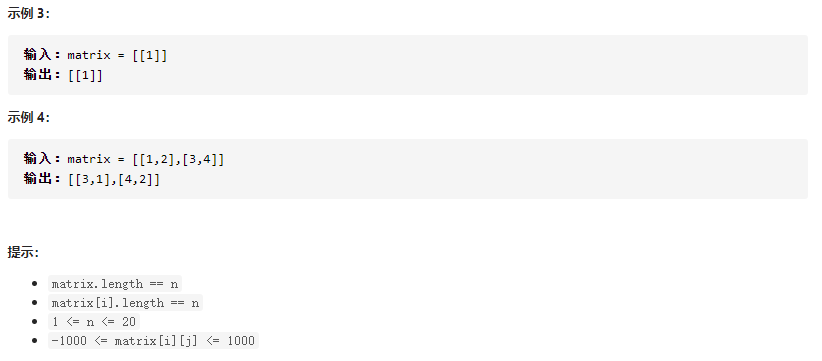 示例 3：
输入：matrix = [[1]]
输出：[[1]]
示例 4：
输入：matrix = [[1,2],[3,4]]
输出：[[3,1],[4,2]]
提示：
matrix.length == n
matrix[i].length == n
1 <= n <= 20
-1000 <= matrix[i][j] <= 1000